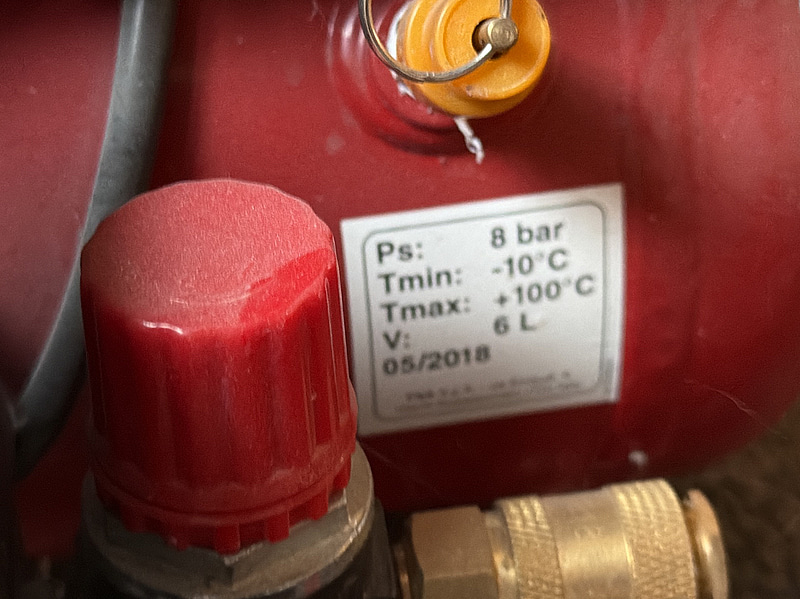 Ps: 8 bar
Tmin: -10°C
Tmax: +100°C
V: 6 L
05/2018